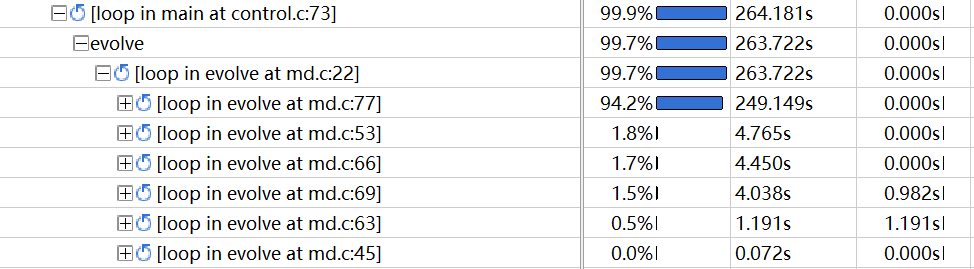 [loop in main at control.c:73] 99.9% 264.181s 0.000s
evolve 99.7% 263.722s 0.000s
[loop in evolve at md.c:22] 99.7% 263.722s 0.000s
[loop in evolve at md.c:77] 94.2% 249.149s 0.000s
[loop in evolve at md.c:53] 1.8% 4.765s 0.000s
[loop in evolve at md.c:66] 1.7% 4.450s 0.000s
[loop in evolve at md.c:69] 1.5% 4.038s 0.982s
[loop in evolve at md.c:63] 0.5% 1.191s 1.191s
[loop in evolve at md.c:45] 0.0% 0.072s 0.000s